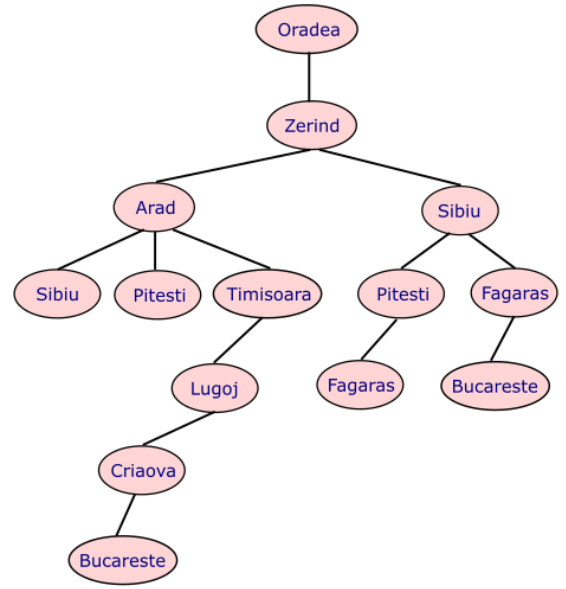 Oradea
Zerind
Arad
Sibiu
Sibiu
Pitesti
Timisoara
Pitesti
Fagaras
Lugoj
Fagaras
Bucareste
Criaova
Bucareste